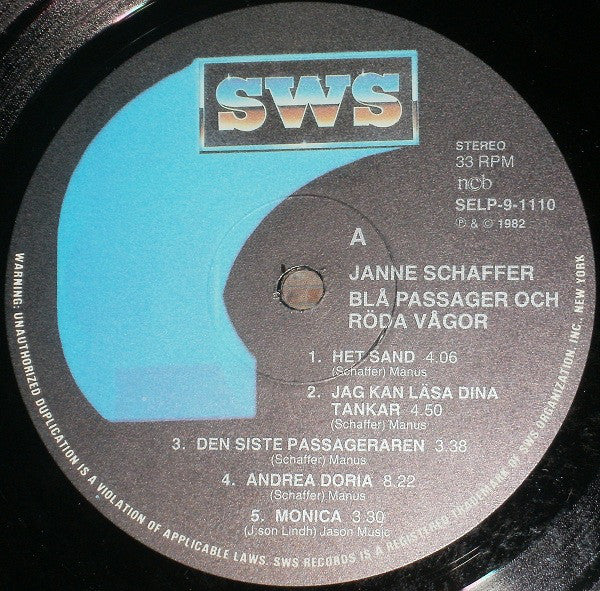 SWS
STEREO
33 RPM
ncb
SELP-9-1110
℗ & © 1982
A
JANNE SCHAFFER
BLÅ PASSAGER OCH
RÖDA VÅGOR
1. HET SAND 4.06
(Schaffer) Manus
2. JAG KAN LÄSA DINA
TANKAR 4.50
(Schaffer) Manus
3. DEN SISTE PASSAGERAREN 3.38
(Schaffer) Manus
4. ANDREA DORIA 8.22
(Schaffer) Manus
5. MONICA 3.30
(J:son Lindh) Jason Music
WARNING: UNAUTHORIZED DUPLICATION IS A VIOLATION OF APPLICABLE LAWS. SWS RECORDS IS A REGISTERED TRADEMARK OF SWS ORGANIZATION, INC. NEW YORK